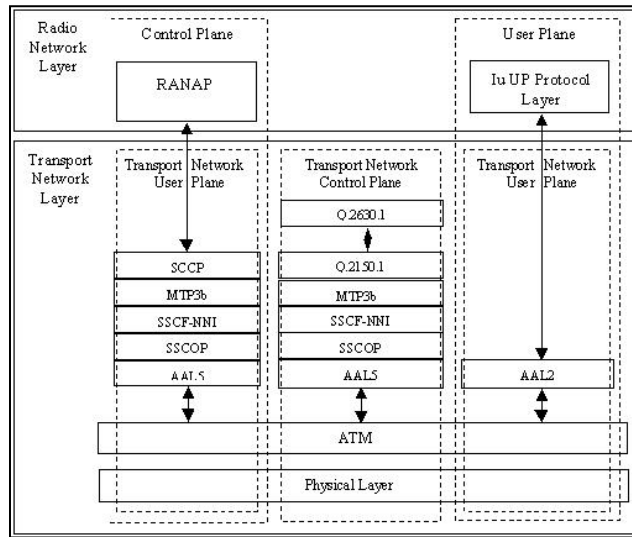 Radio
Network
Layer
Control Plane
User Plane
RANAP
Iu UP Protocol
Layer
Transport
Network
Layer
Transport Network
User Plane
Transport Network
Control Plane
Transport Network
User Plane
Q.2630.1
SCCP
MTP3b
SSCF-NNI
SSCOP
AAL5
Q.2150.1
MTP3b
SSCF-NNI
SSCOP
AAL5
AAL2
ATM
Physical Layer